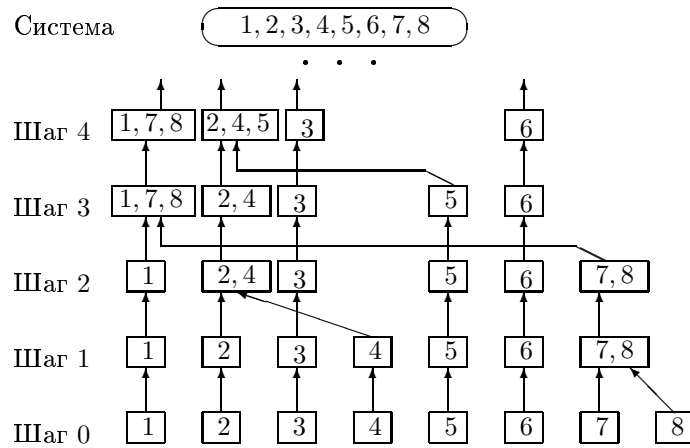 Система 1, 2, 3, 4, 5, 6, 7, 8
. . .
Шаг 4 1, 7, 8 2, 4, 5 3 6
Шаг 3 1, 7, 8 2, 4 3 5 6
Шаг 2 1 2, 4 3 5 6 7, 8
Шаг 1 1 2 3 4 5 6 7, 8
Шаг 0 1 2 3 4 5 6 7 8